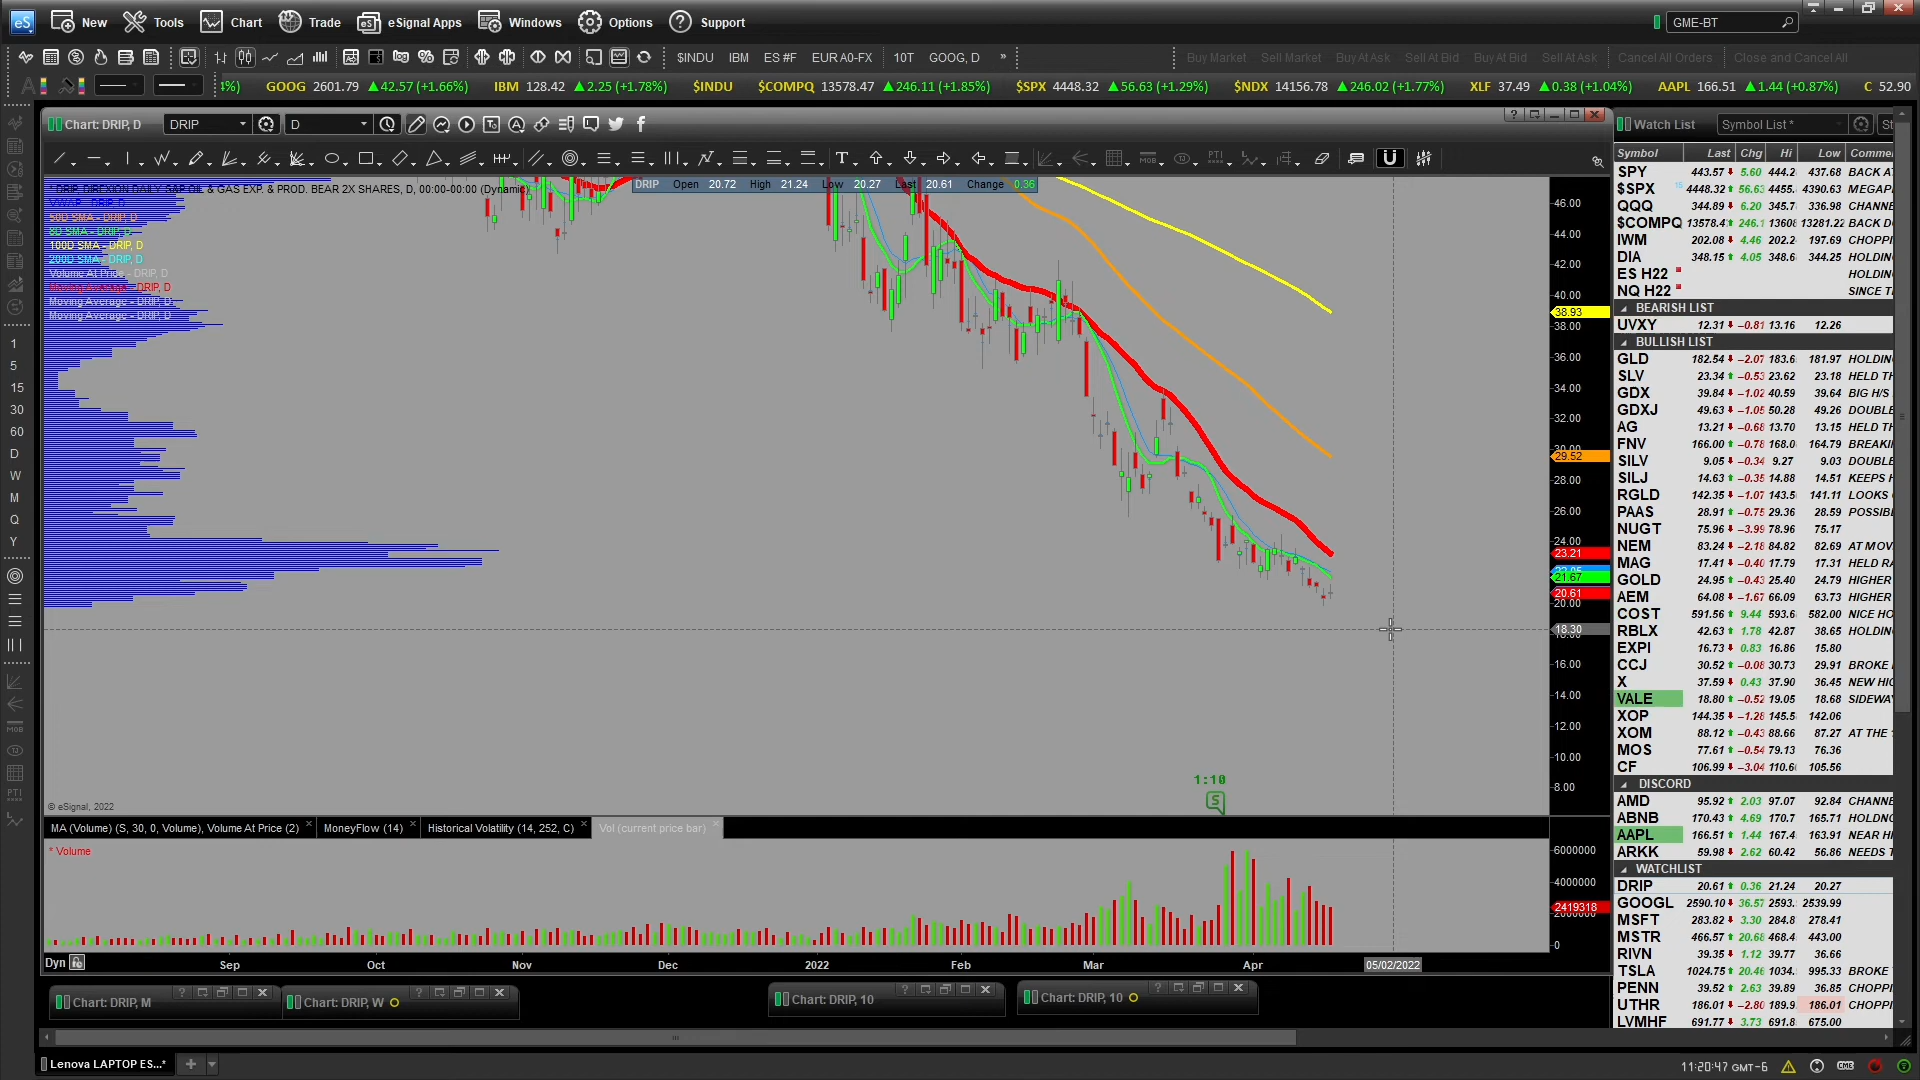 eS New Tools Chart Trade eSignal Apps Windows Options Support GME-BT
$INDU IBM ES #F EUR A0-FX 10T GOOG, D » Buy Market Sell Market Buy At Ask Sell At Bid Buy At Bid Sell At Ask Cancel All Orders Close and Cancel All
GOOG 2601.79 ▲42.57 (+1.66%) IBM 128.42 ▲2.25 (+1.78%) $INDU $COMPQ 13578.47 ▲246.11 (+1.85%) $SPX 4448.32 ▲56.63 (+1.29%) $NDX 14156.78 ▲246.02 (+1.77%) XLF 37.49 ▲0.38 (+1.04%) AAPL 166.51 ▲1.44 (+0.87%) C 52.90
Chart: DRIP, D DRIP D
DRIP, DIREXION DAILY S&P OIL & GAS EXP. & PROD. BEAR 2X SHARES, D, 00:00-00:00 (Dynamic)
DRIP Open 20.72 High 21.24 Low 20.27 Last 20.61 Change 0.36
VWAP - DRIP, D
50D SMA - DRIP, D
8D SMA - DRIP, D
100D SMA - DRIP, D
200D SMA - DRIP, D
Volume At Price - DRIP, D
Moving Average - DRIP, D
Moving Average - DRIP, D
Moving Average - DRIP, D
46.00
44.00
42.00
40.00
38.93
38.00
36.00
34.00
32.00
29.52
28.00
26.00
24.00
23.21
21.67
20.61
20.00
18.30
16.00
14.00
12.00
10.00
8.00
1
5
15
30
60
D
W
M
Q
Y
1:10
S
© eSignal, 2022
MA (Volume) (S, 30, 0, Volume), Volume At Price (2) MoneyFlow (14) Historical Volatility (14, 252, C) Vol (current price bar)
* Volume
6000000
4000000
2419318
0
Dyn Sep Oct Nov Dec 2022 Feb Mar Apr 05/02/2022
Chart: DRIP, M Chart: DRIP, W Chart: DRIP, 10 Chart: DRIP, 10
Watch List Symbol List *
Symbol Last Chg Hi Low Comme
SPY 443.57 5.60 444.2 437.68 BACK A
$SPX 4448.32 56.63 4455. 4390.63 MEGAP
QQQ 344.89 6.20 345.7 336.98 CHANNE
$COMPQ 13578.4 246.1 1360 13281.22 BACK D
IWM 202.08 4.46 202.2 197.69 CHOPPI
DIA 348.15 4.05 348.6 344.25 HOLDIN
ES H22 HOLDIN
NQ H22 SINCE T
BEARISH LIST
UVXY 12.31 -0.81 13.16 12.26
BULLISH LIST
GLD 182.54 -2.07 183.6 181.97 HOLDIN
SLV 23.34 -0.53 23.62 23.18 HELD TH
GDX 39.84 -1.02 40.59 39.64 BIG H/S
GDXJ 49.63 -1.05 50.28 49.26 DOUBLE
AG 13.21 -0.68 13.70 13.15 HELD TH
FNV 166.00 -0.78 168.0 164.79 BREAKI
SILV 9.05 -0.34 9.27 9.03 DOUBLE
SILJ 14.63 -0.35 14.88 14.51 KEEPS H
RGLD 142.35 -1.07 143.5 141.11 LOOKS
PAAS 28.91 -0.75 29.36 28.59 POSSIB
NUGT 75.96 -3.99 78.96 75.17
NEM 83.24 -2.18 84.82 82.69 AT MOV
MAG 17.41 -0.40 17.79 17.31 HELD RA
GOLD 24.95 -0.43 25.40 24.79 HIGHER
AEM 64.08 -1.67 66.09 63.73 HIGHER
COST 591.56 9.44 593.6 582.00 NICE HO
RBLX 42.63 1.78 42.87 38.65 HOLDIN
EXPI 16.73 0.83 16.86 15.80
CCJ 30.52 -0.08 30.73 29.91 BROKE
X 37.59 0.43 37.90 36.45 NEW HIG
VALE 18.80 -0.52 19.05 18.68 SIDEWA
XOP 144.35 -1.28 145.5 142.06
XOM 88.12 -0.43 88.66 87.27 AT THE
MOS 77.61 -0.54 79.13 76.36
CF 106.99 -3.04 110.6 105.56
DISCORD
AMD 95.92 2.03 97.07 92.84 CHANNE
ABNB 170.43 4.69 170.7 165.71 HOLDNG
AAPL 166.51 1.44 167.4 163.91 NEAR HI
ARKK 59.98 2.62 60.42 56.86 NEEDS T
WATCHLIST
DRIP 20.61 0.36 21.24 20.27
GOOGL 2590.10 36.57 2593. 2539.99
MSFT 283.82 3.30 284.8 278.41
MSTR 466.57 20.68 468.4 443.00
RIVN 39.35 1.12 39.77 36.66
TSLA 1024.75 20.46 1034. 995.33 BROKE
PENN 39.52 2.63 39.89 36.85 CHOPPI
UTHR 186.01 -2.80 189.9 186.01 CHOPPI
LVMHF 691.77 3.73 691.8 675.00
Lenova LAPTOP ES...* 11:20:47 GMT-6